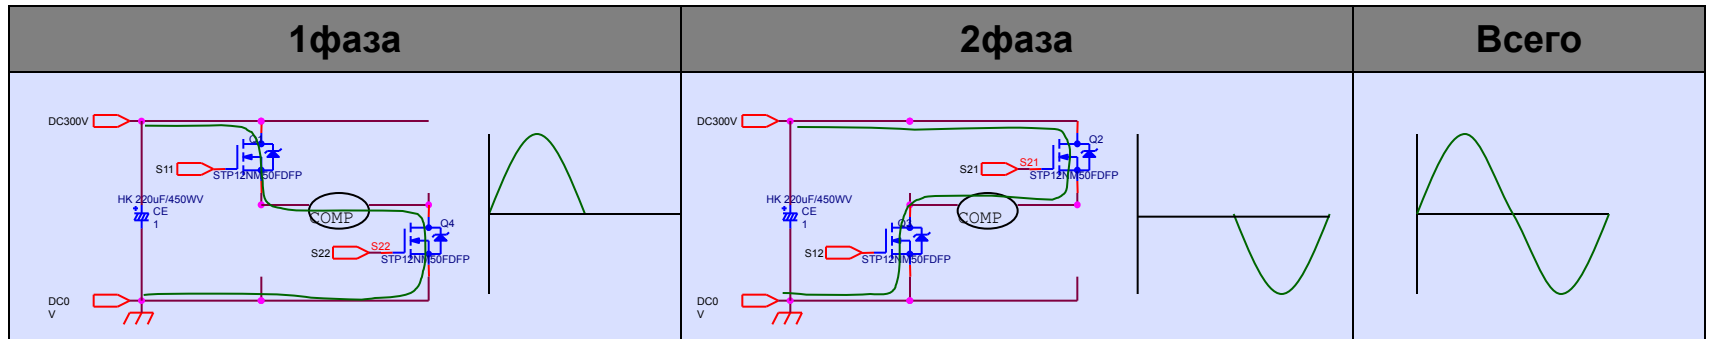 1фаза
2фаза
Всего
DC300V
Q1
S11
STP12NM50FDFP
HK 220uF/450WV
CE
1
COMP
Q4
S22
S22
STP12NM50FDFP
DC0
V
DC300V
Q2
S21
S21
STP12NM50FDFP
HK 220uF/450WV
CE
1
COMP
Q3
S12
STP12NM50FDFP
DC0
V